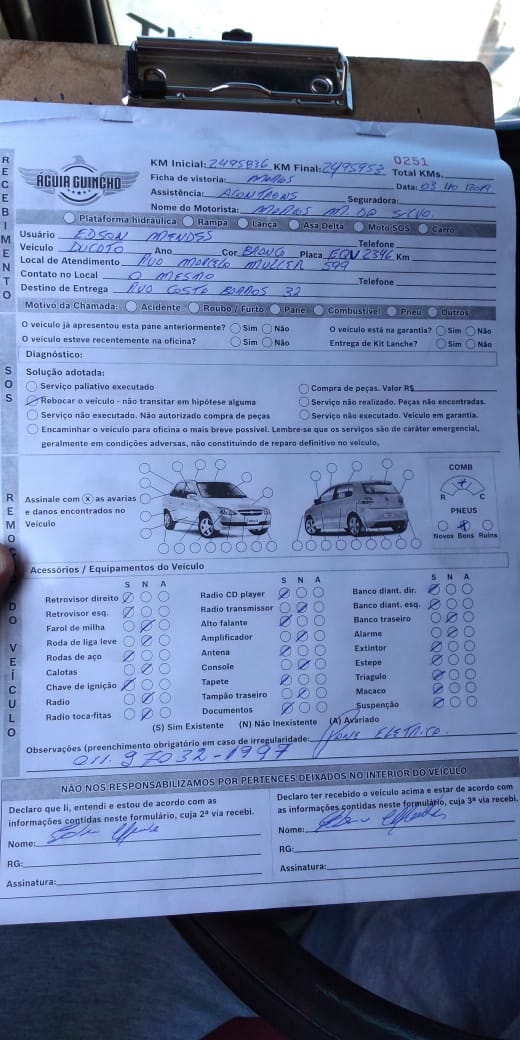 RECEBIMENTO
ÁGUIA GUINCHO
KM Inicial: 2495836 KM Final: 2495953 0251 Total KMs.
Ficha de vistoria: Data:
Assistência: Seguradora:
Nome do Motorista:
Plataforma hidráulica Rampa Lança Asa Delta Moto SOS Carro
Usuário EDSON MENDES Telefone
Veículo DUCATO Ano Cor BRANCO Placa EQU 2346 Km
Local de Atendimento RUA MARCELO MULLER 599
Contato no Local O MESMO Telefone
Destino de Entrega RUA COSTA BARROS 32
Motivo da Chamada: Acidente Roubo / Furto Pane Combustível Pneu Outros
SOS
O veículo já apresentou esta pane anteriormente? Sim Não O veículo está na garantia? Sim Não
O veículo esteve recentemente na oficina? Sim Não Entrega de Kit Lanche? Sim Não
Diagnóstico:
Solução adotada:
Serviço paliativo executado Compra de peças. Valor R$
Rebocar o veículo - não transitar em hipótese alguma Serviço não realizado. Peças não encontradas.
Serviço não executado. Não autorizado compra de peças Serviço não executado. Veículo em garantia.
Encaminhar o veículo para oficina o mais breve possível. Lembre-se que os serviços são de caráter emergencial,
geralmente em condições adversas, não constituindo de reparo definitivo no veículo,
DO VEÍCULO
Assinale com x as avarias
e danos encontrados no
Veículo
COMB
R C
PNEUS
Novos Bons Ruins
Acessórios / Equipamentos do Veículo
S N A S N A S N A
Retrovisor direito Radio CD player Banco diant. dir.
Retrovisor esq. Radio transmissor Banco diant. esq.
Farol de milha Alto falante Banco traseiro
Roda de liga leve Amplificador Alarme
Rodas de aço Antena Extintor
Calotas Console Estepe
Chave de ignição Tapete Triagulo
Radio Tampão traseiro Macaco
Radio toca-fitas Documentos Suspenção
(S) Sim Existente (N) Não Inexistente (A) Avariado
Observações (preenchimento obrigatório em caso de irregularidade: PANE ELETRICO.
011. 97032-1997
NÃO NOS RESPONSABILIZAMOS POR PERTENCES DEIXADOS NO INTERIOR DO VEÍCULO
Declaro que li, entendi e estou de acordo com as
informações contidas neste formulário, cuja 2ª via recebi.
Nome:
RG:
Assinatura:
Declaro ter recebido o veículo acima e estar de acordo com
as informações contidas neste formulário, cuja 3ª via recebi.
Nome:
RG:
Assinatura: